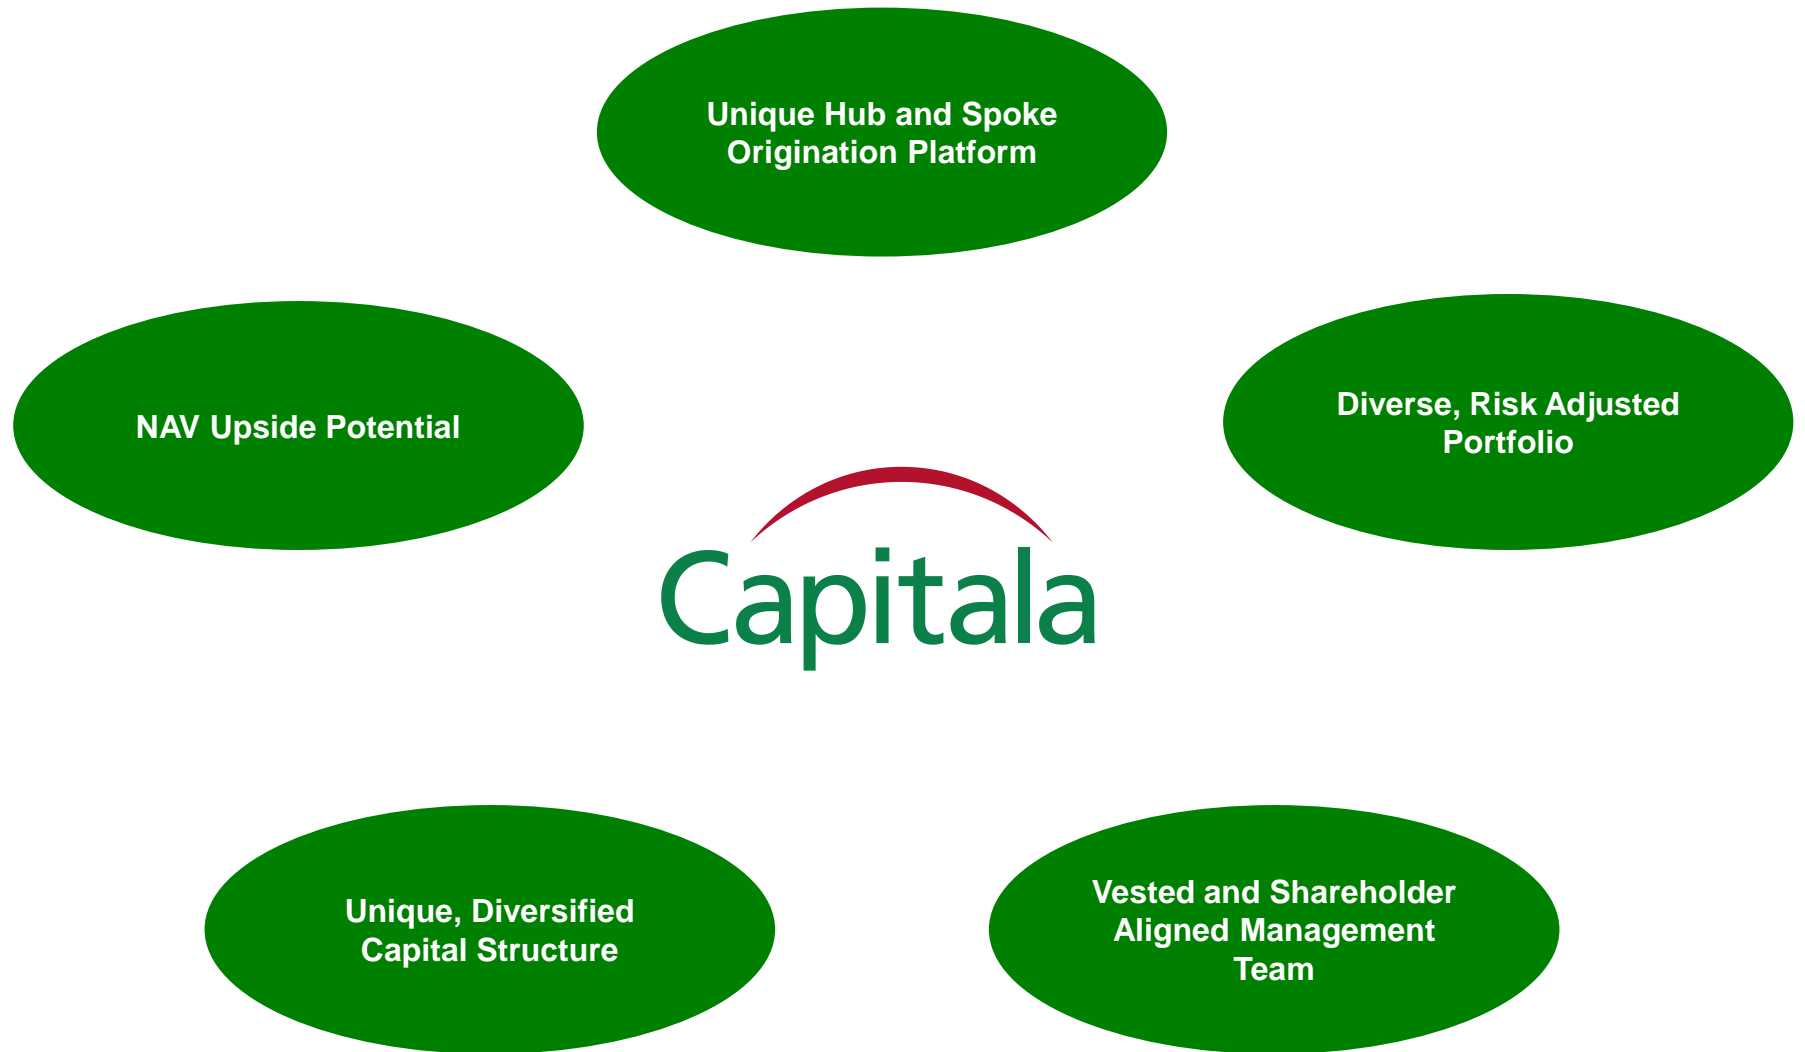 Unique Hub and Spoke
Origination Platform
NAV Upside Potential
Diverse, Risk Adjusted
Portfolio
Capitala
Unique, Diversified
Capital Structure
Vested and Shareholder
Aligned Management
Team